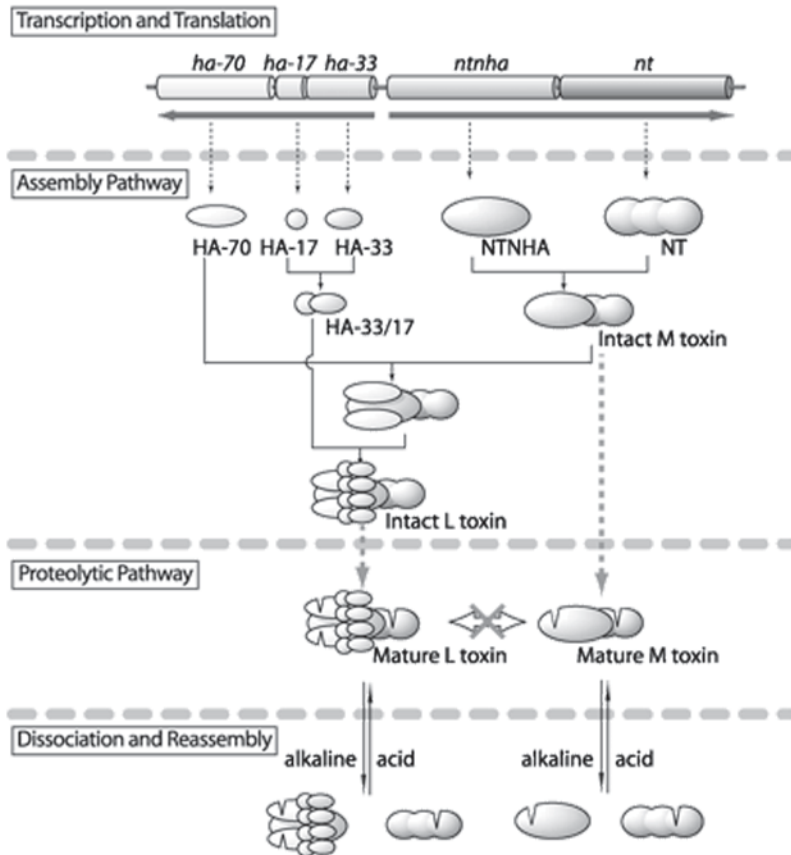 Transcription and Translation
ha-70 ha-17 ha-33 ntnha nt
Assembly Pathway
HA-70 HA-17 HA-33 NTNHA NT
HA-33/17
Intact M toxin
Intact L toxin
Proteolytic Pathway
Mature L toxin Mature M toxin
Dissociation and Reassembly
alkaline acid alkaline acid